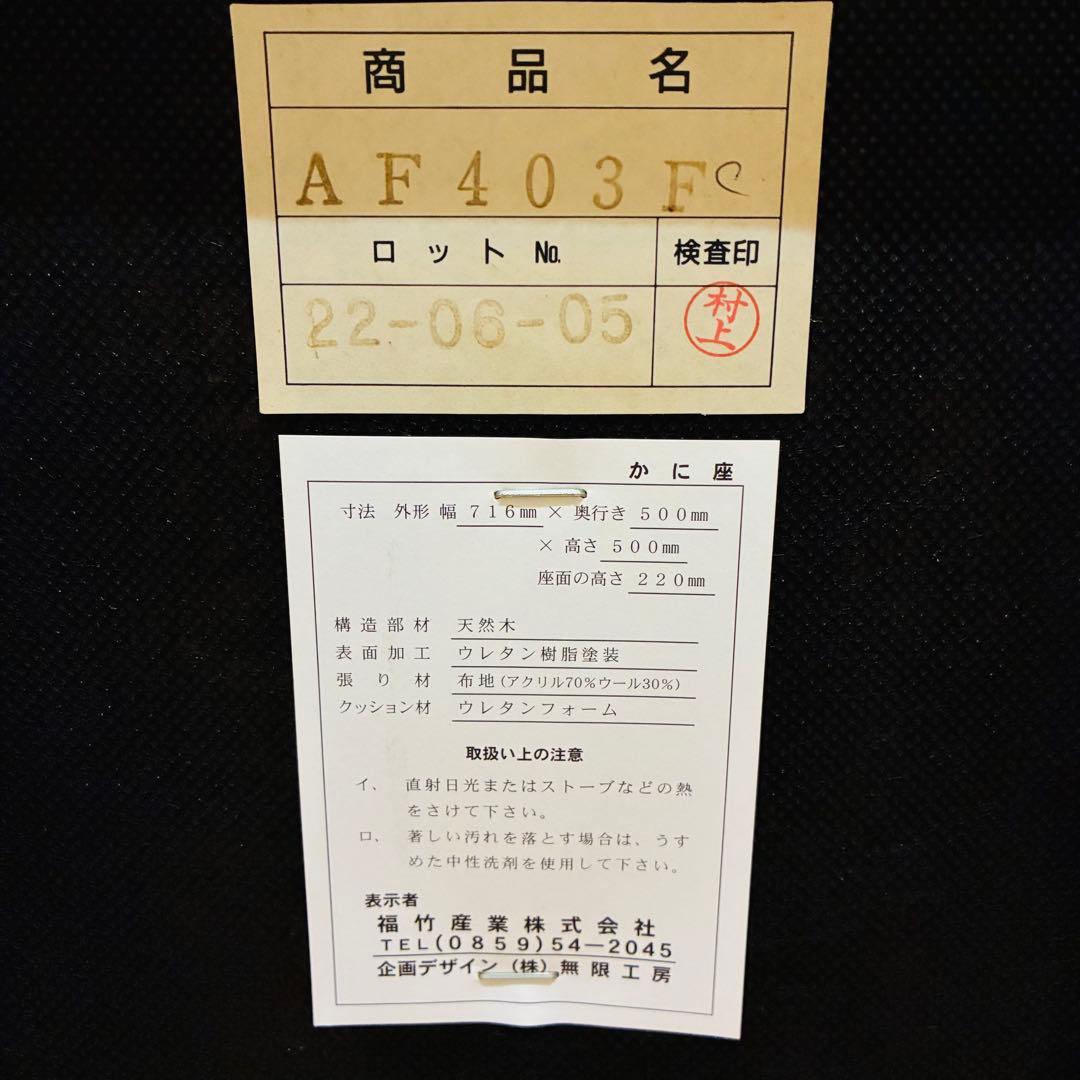 商品名
AF403F C
ロットNo. 検査印
22-06-05 村上
かに座
寸法 外形 幅 716㎜ × 奥行き 500㎜
× 高さ 500㎜
座面の高さ 220㎜
構造部材 天然木
表面加工 ウレタン樹脂塗装
張り材 布地(アクリル70%ウール30%)
クッション材 ウレタンフォーム
取扱い上の注意
イ、 直射日光またはストーブなどの熱
をさけて下さい。
ロ、 著しい汚れを落とす場合は、うす
めた中性洗剤を使用して下さい。
表示者
福竹産業株式会社
TEL(0859)54-2045
企画デザイン(株)無限工房